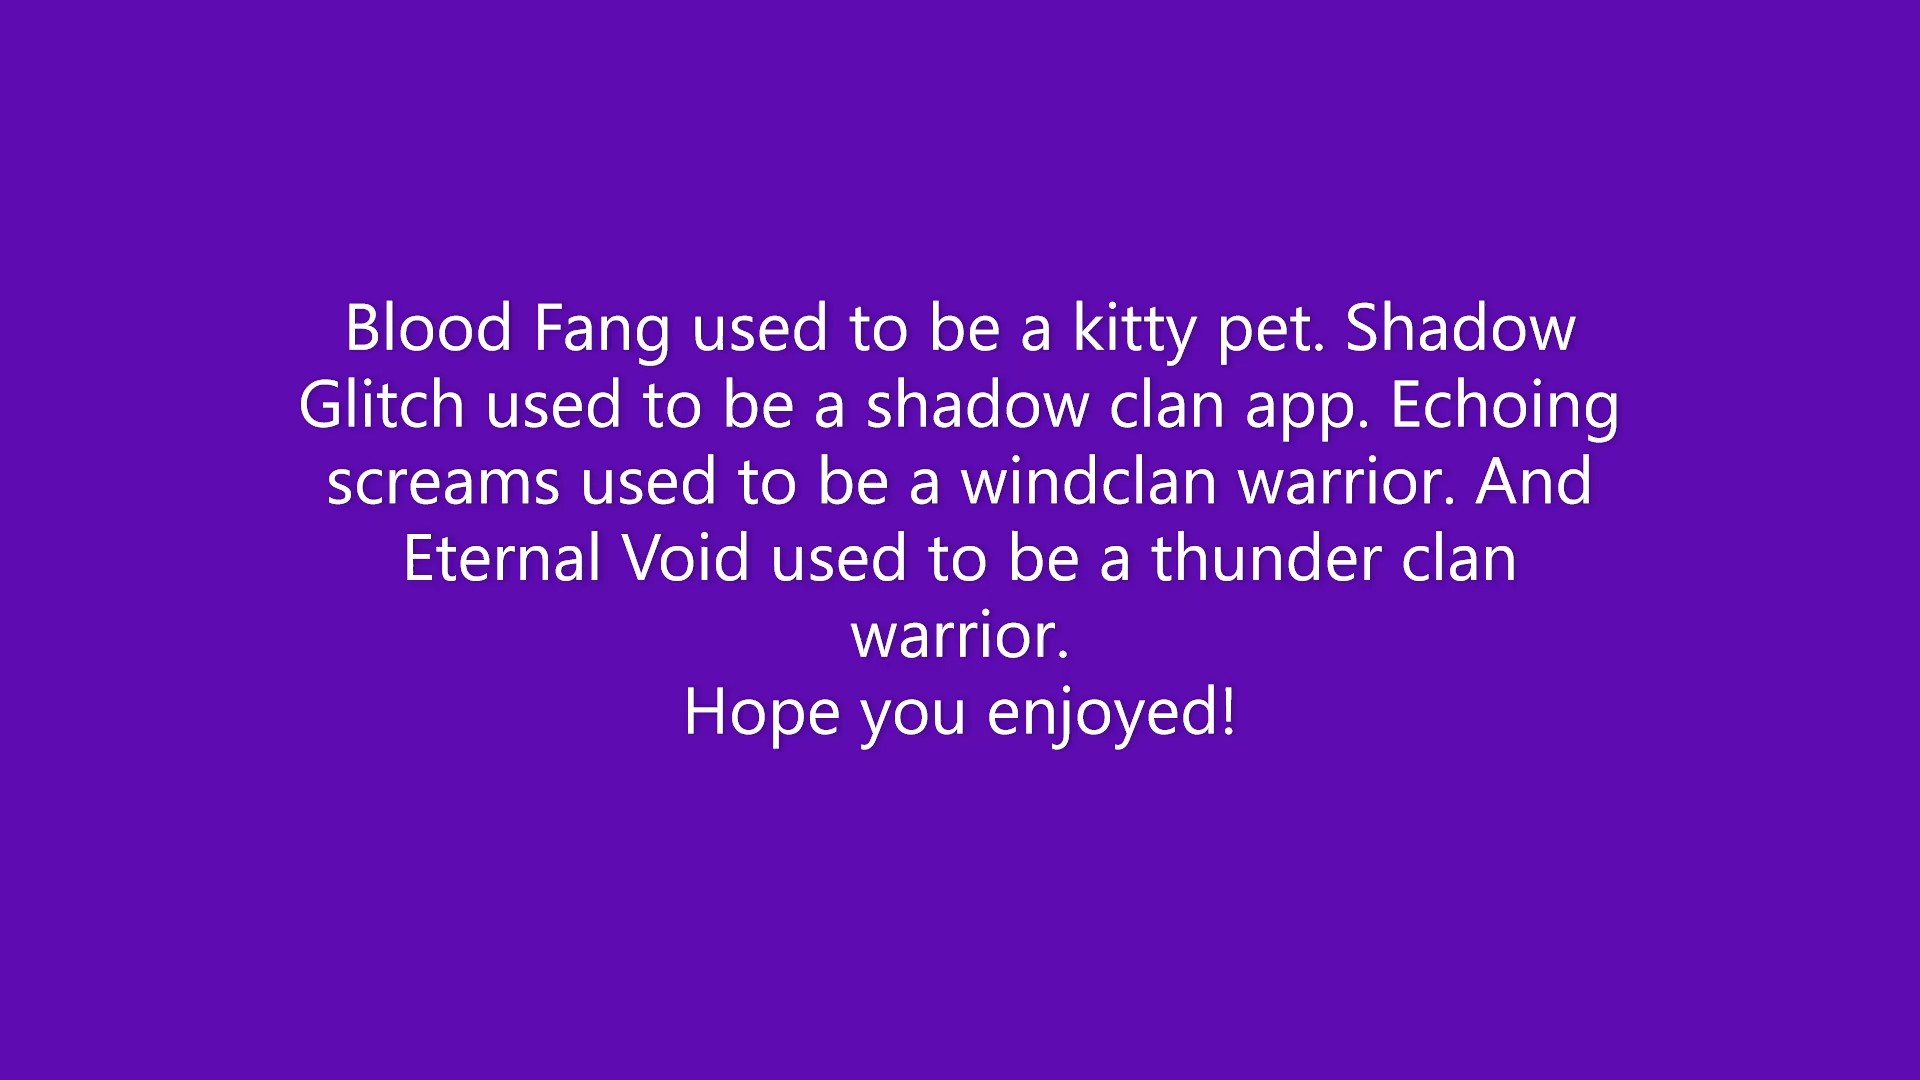 Blood Fang used to be a kitty pet. Shadow
Glitch used to be a shadow clan app. Echoing
screams used to be a windclan warrior. And
Eternal Void used to be a thunder clan
warrior.
Hope you enjoyed!